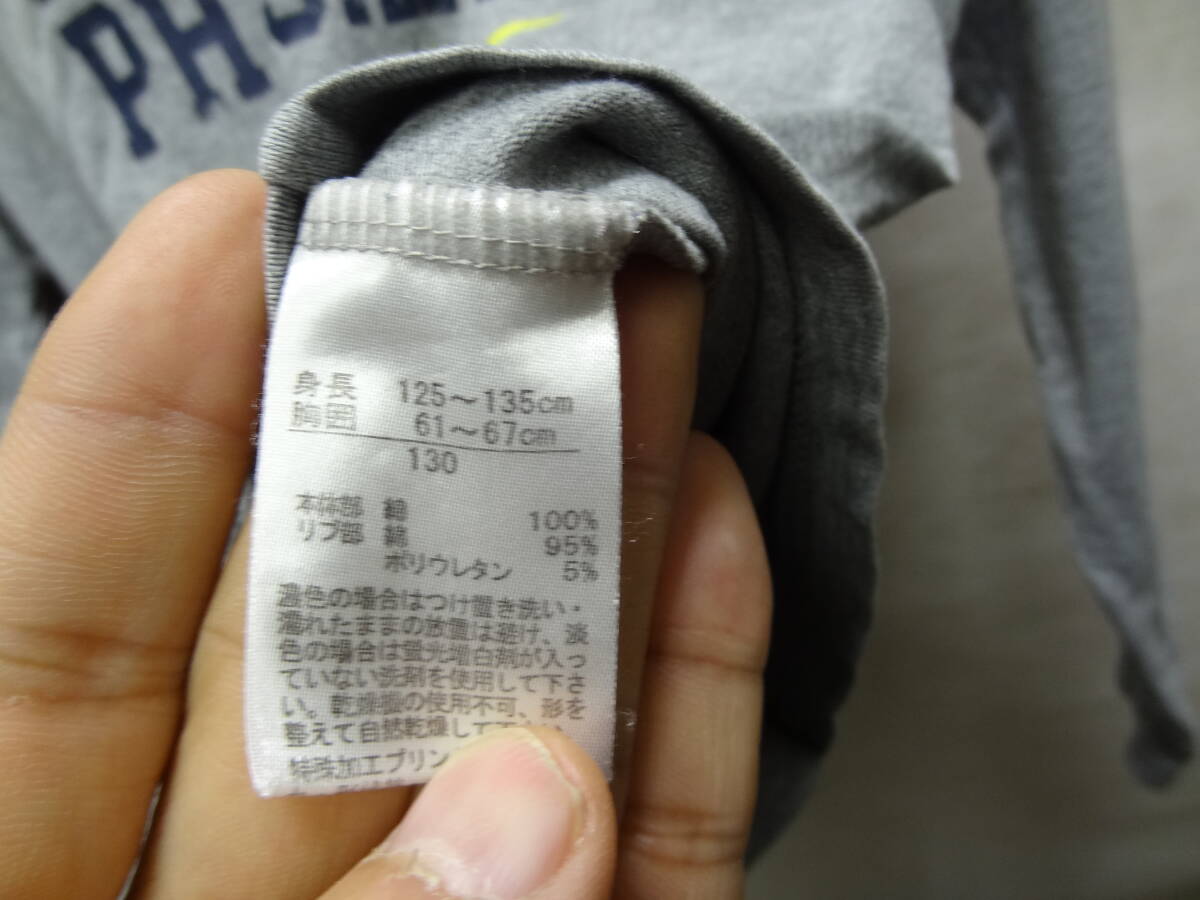 PHS
身長 125～135cm
胸囲 61～67cm
130
本体部 綿 100%
リブ部 綿 95%
ポリウレタン 5%
濃色の場合はつけ置き洗い・
濡れたままの放置は避け、淡
色の場合は蛍光増白剤が入っ
ていない洗剤を使用して下さ
い。乾燥機の使用不可、形を
整えて自然乾燥して下
特殊加工プリン